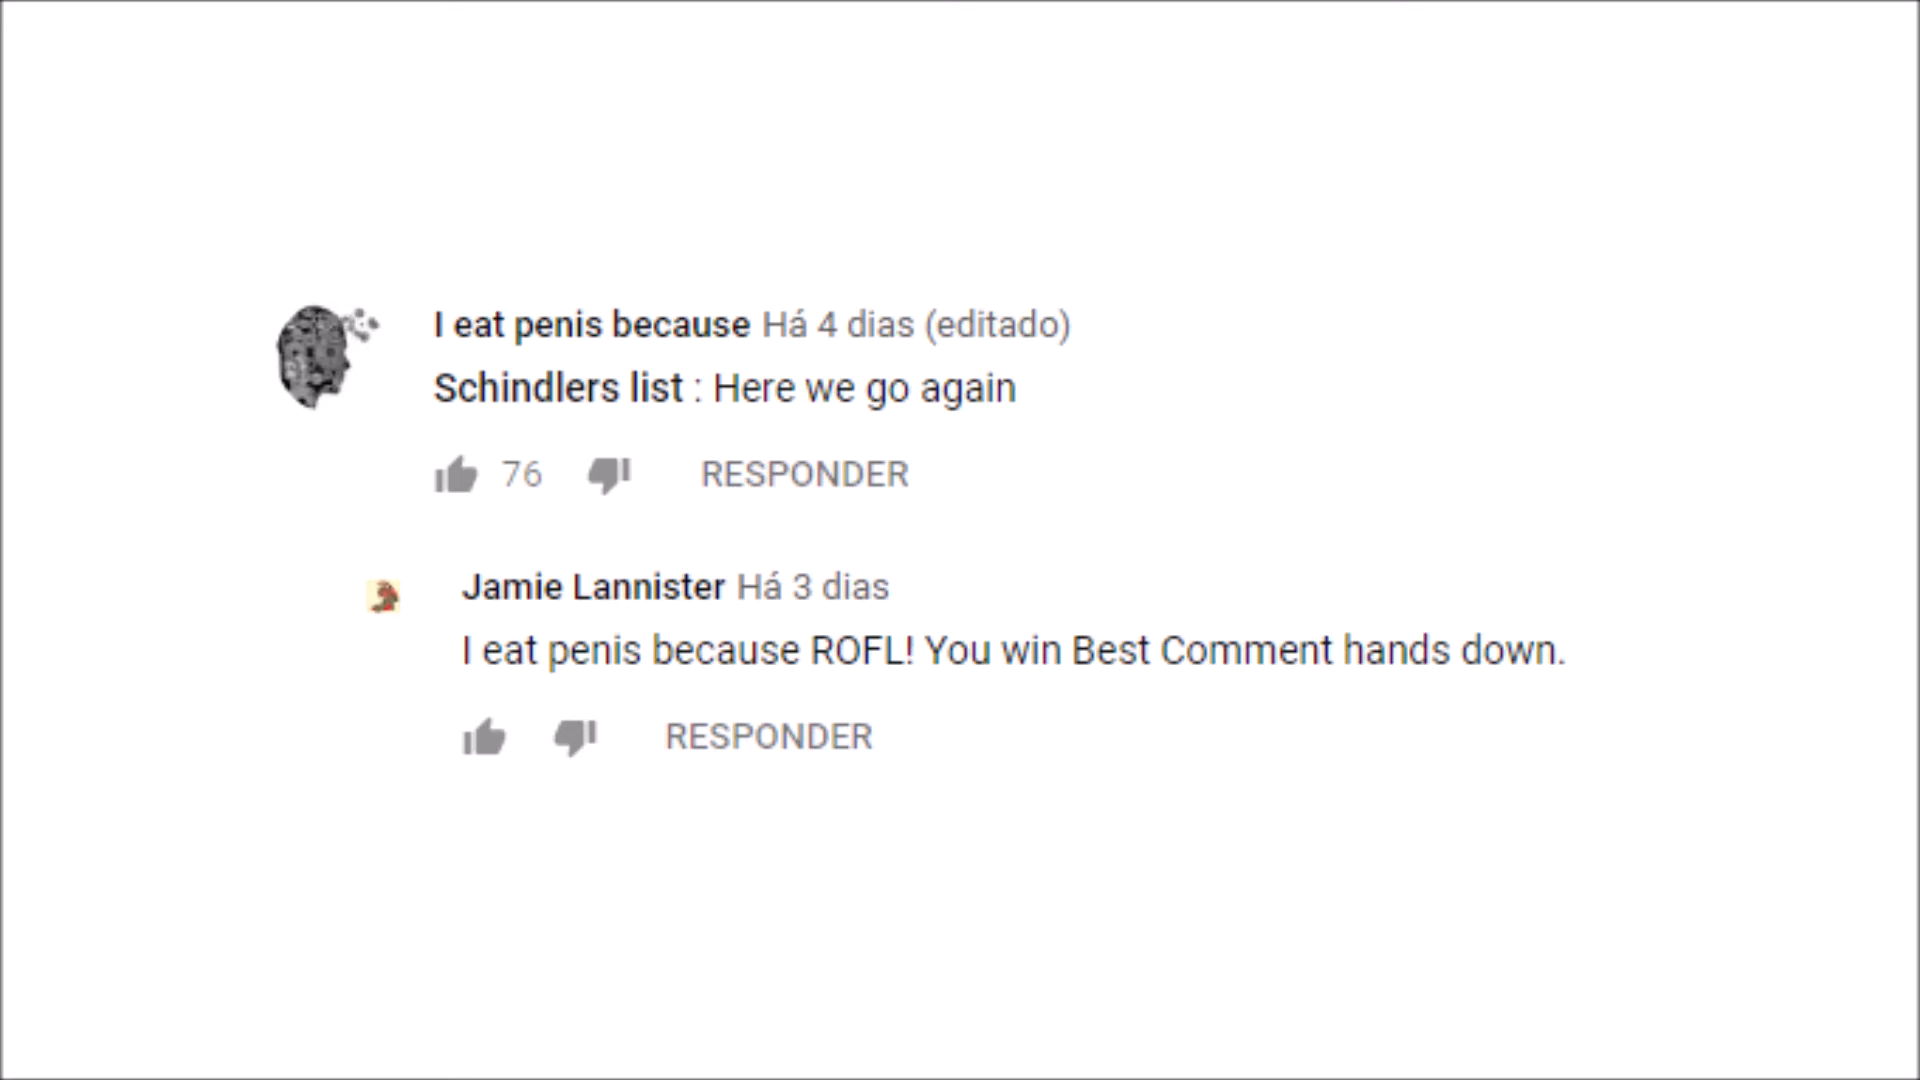 I eat penis because Há 4 dias (editado)
Schindlers list : Here we go again
76 RESPONDER
Jamie Lannister Há 3 dias
I eat penis because ROFL! You win Best Comment hands down.
RESPONDER